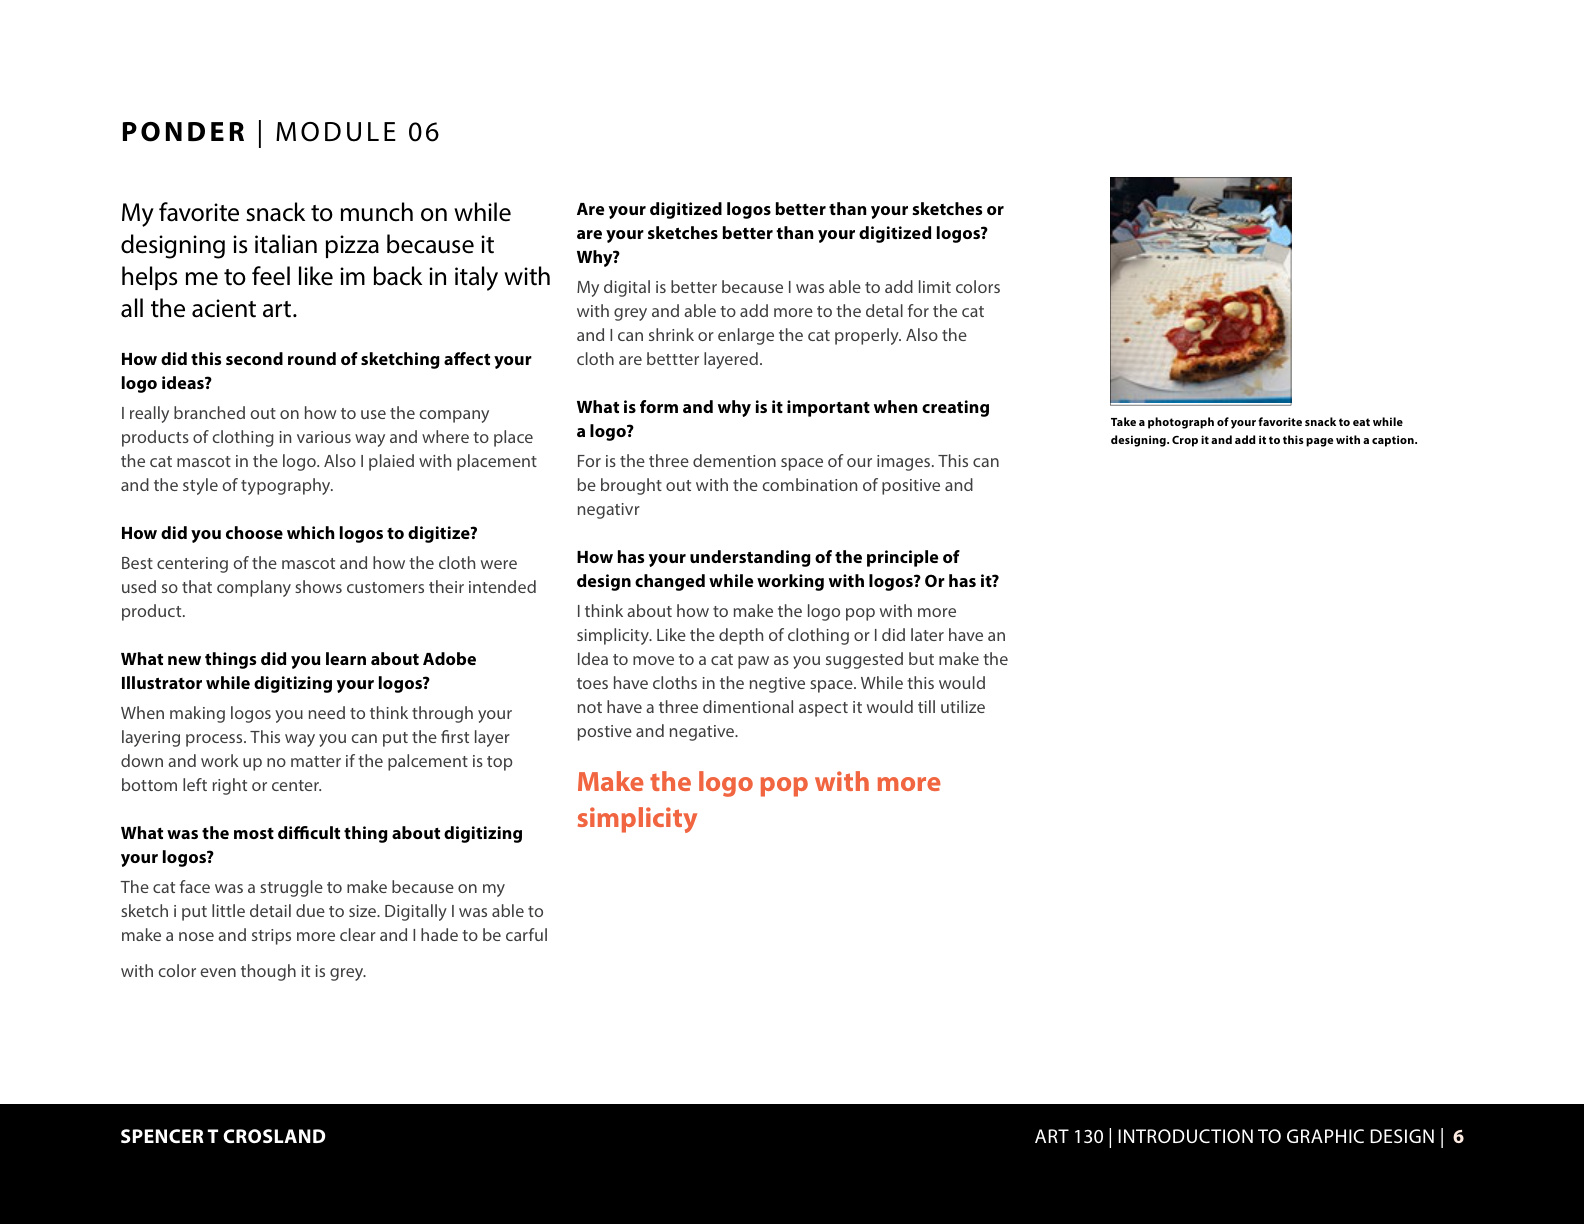 PONDER | MODULE 06
My favorite snack to munch on while
designing is italian pizza because it
helps me to feel like im back in italy with
all the acient art.
How did this second round of sketching affect your
logo ideas?
I really branched out on how to use the company
products of clothing in various way and where to place
the cat mascot in the logo. Also I plaied with placement
and the style of typography.
How did you choose which logos to digitize?
Best centering of the mascot and how the cloth were
used so that complany shows customers their intended
product.
What new things did you learn about Adobe
Illustrator while digitizing your logos?
When making logos you need to think through your
layering process. This way you can put the first layer
down and work up no matter if the palcement is top
bottom left right or center.
What was the most difficult thing about digitizing
your logos?
The cat face was a struggle to make because on my
sketch i put little detail due to size. Digitally I was able to
make a nose and strips more clear and I hade to be carful
with color even though it is grey.
Are your digitized logos better than your sketches or
are your sketches better than your digitized logos?
Why?
My digital is better because I was able to add limit colors
with grey and able to add more to the detal for the cat
and I can shrink or enlarge the cat properly. Also the
cloth are bettter layered.
What is form and why is it important when creating
a logo?
For is the three demention space of our images. This can
be brought out with the combination of positive and
negativr
How has your understanding of the principle of
design changed while working with logos? Or has it?
I think about how to make the logo pop with more
simplicity. Like the depth of clothing or I did later have an
Idea to move to a cat paw as you suggested but make the
toes have cloths in the negtive space. While this would
not have a three dimentional aspect it would till utilize
postive and negative.
Make the logo pop with more
simplicity
Take a photograph of your favorite snack to eat while
designing. Crop it and add it to this page with a caption.
SPENCER T CROSLAND
ART 130 | INTRODUCTION TO GRAPHIC DESIGN | 6